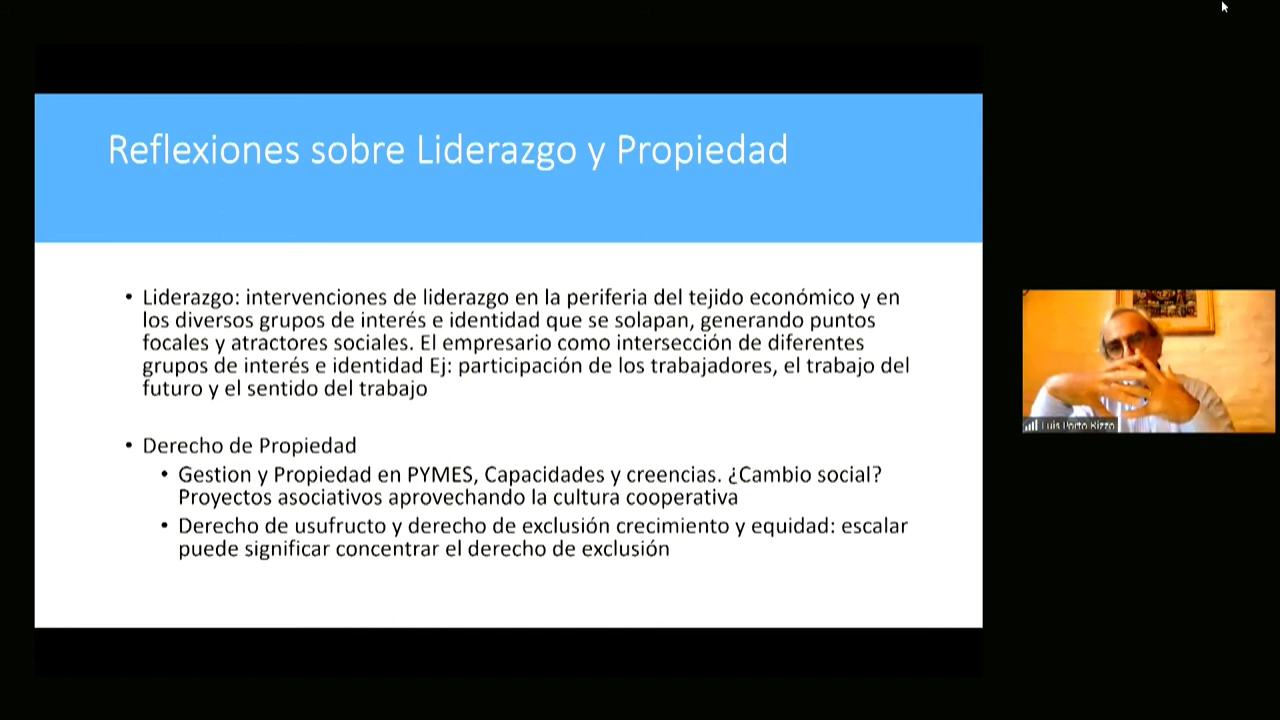 Reflexiones sobre Liderazgo y Propiedad
• Liderazgo: intervenciones de liderazgo en la periferia del tejido económico y en
los diversos grupos de interés e identidad que se solapan, generando puntos
focales y atractores sociales. El empresario como intersección de diferentes
grupos de interés e identidad Ej: participación de los trabajadores, el trabajo del
futuro y el sentido del trabajo
• Derecho de Propiedad
• Gestion y Propiedad en PYMES, Capacidades y creencias. ¿Cambio social?
Proyectos asociativos aprovechando la cultura cooperativa
• Derecho de usufructo y derecho de exclusión crecimiento y equidad: escalar
puede significar concentrar el derecho de exclusión
Luis Porto Rizzo